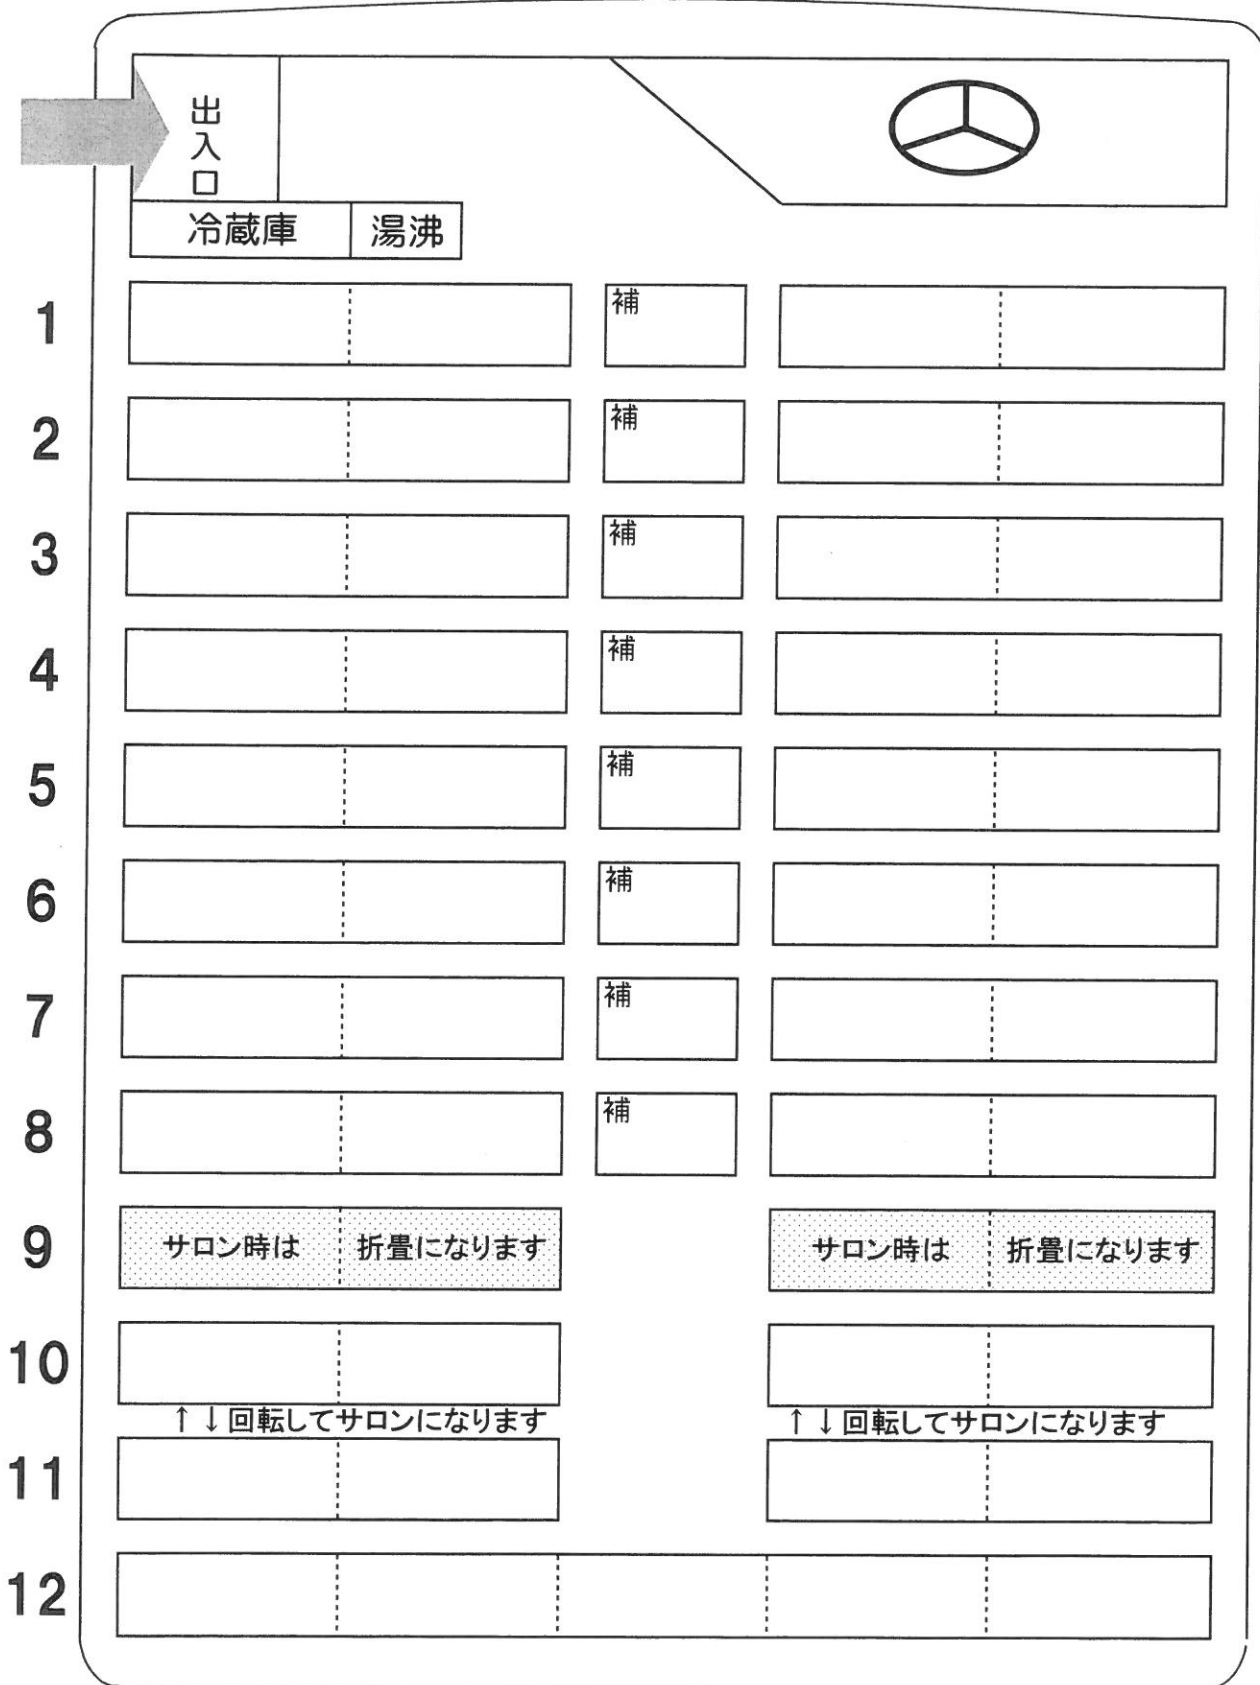 出入口
冷蔵庫 湯沸
1 補
2 補
3 補
4 補
5 補
6 補
7 補
8 補
9 サロン時は 折畳になります サロン時は 折畳になります
10
↑↓回転してサロンになります ↑↓回転してサロンになります
11
12